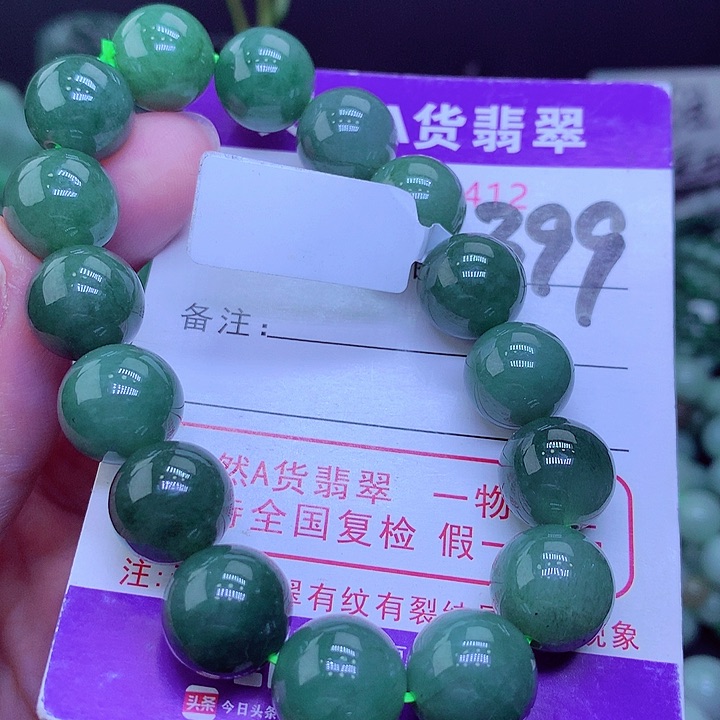 A货翡翠
412
399
备注：
然A货翡翠 一物
全国复检 假一
注： 翠有纹有裂 现象
头条 今日头条